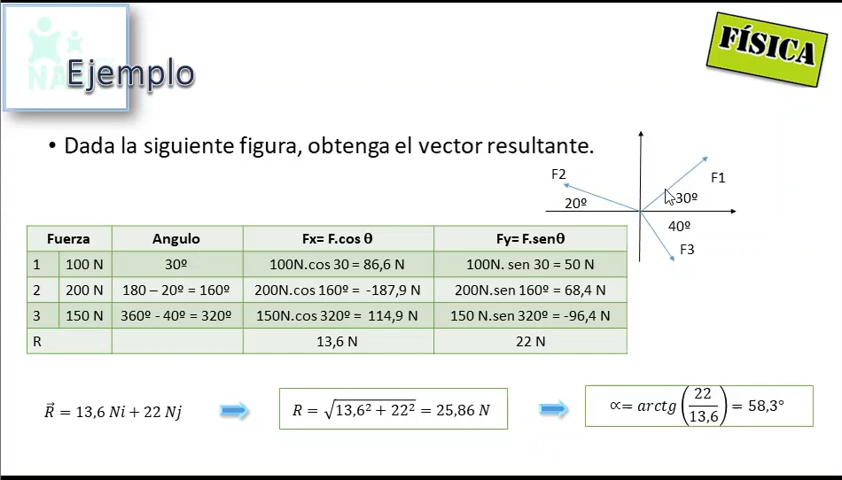 Ejemplo
FÍSICA
• Dada la siguiente figura, obtenga el vector resultante.
F2
F1
20º
30º
40º
F3
Fuerza Angulo Fx= F.cos θ Fy= F.senθ
1 100 N 30º 100N.cos 30 = 86,6 N 100N. sen 30 = 50 N
2 200 N 180 – 20º = 160º 200N.cos 160º = -187,9 N 200N.sen 160º = 68,4 N
3 150 N 360º - 40º = 320º 150N.cos 320º = 114,9 N 150 N.sen 320º = -96,4 N
R 13,6 N 22 N
R⃗ = 13,6 Ni + 22 Nj
R = √(13,6² + 22²) = 25,86 N
∝= arctg (22/13,6) = 58,3°